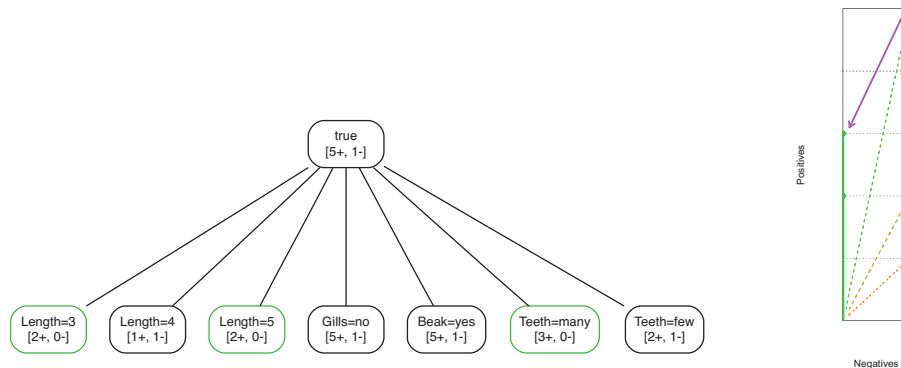 true
[5+, 1-]
Length=3
[2+, 0-]
Length=4
[1+, 1-]
Length=5
[2+, 0-]
Gills=no
[5+, 1-]
Beak=yes
[5+, 1-]
Teeth=many
[3+, 0-]
Teeth=few
[2+, 1-]
Positives
Negatives